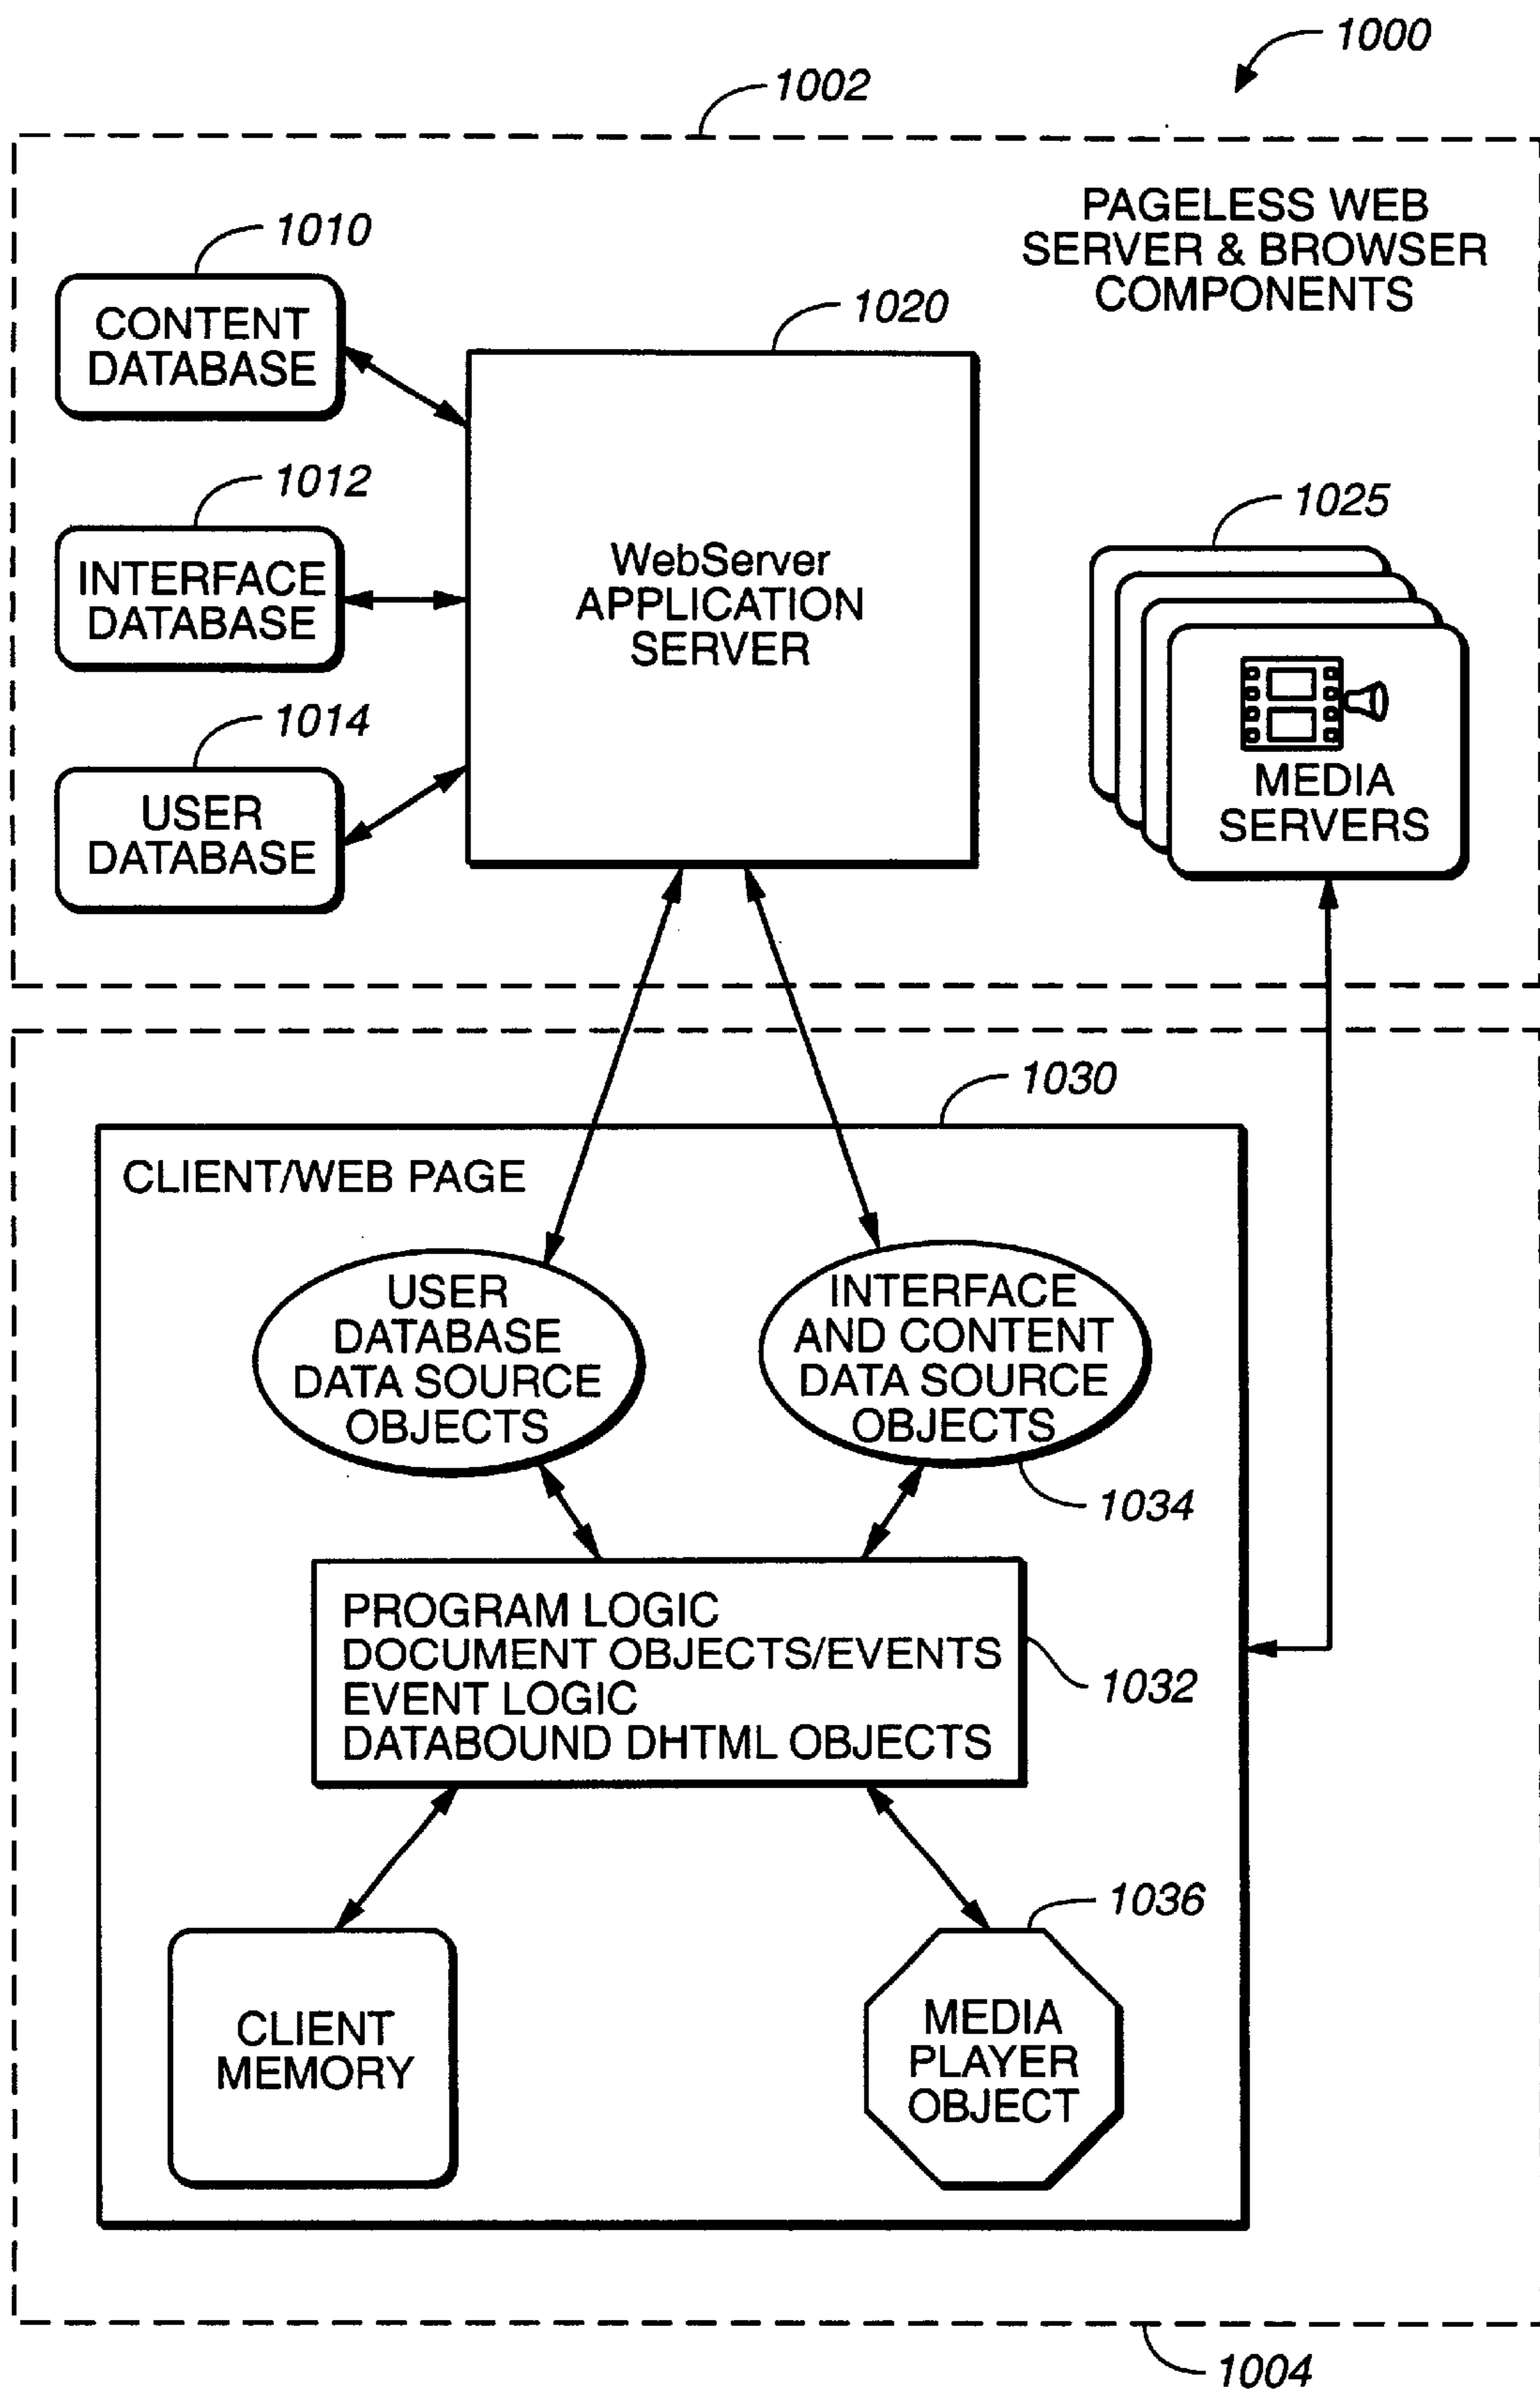 1000
1002
PAGELESS WEB
SERVER & BROWSER
COMPONENTS
1010
CONTENT
DATABASE
1020
1012
INTERFACE
DATABASE
WebServer
APPLICATION
SERVER
1025
MEDIA
SERVERS
1014
USER
DATABASE
1030
CLIENT/WEB PAGE
USER
DATABASE
DATA SOURCE
OBJECTS
INTERFACE
AND CONTENT
DATA SOURCE
OBJECTS
1034
PROGRAM LOGIC
DOCUMENT OBJECTS/EVENTS
EVENT LOGIC
DATABOUND DHTML OBJECTS
1032
1036
CLIENT
MEMORY
MEDIA
PLAYER
OBJECT
1004